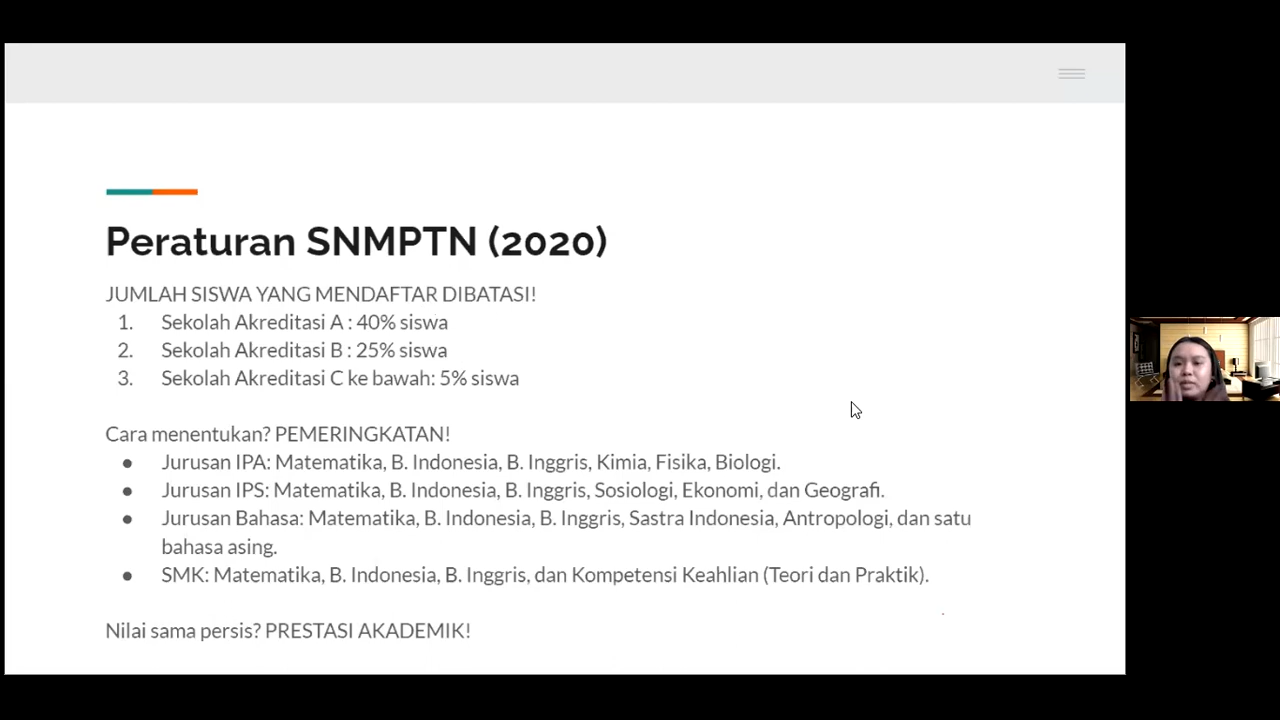 Peraturan SNMPTN (2020)
JUMLAH SISWA YANG MENDAFTAR DIBATASI!
1. Sekolah Akreditasi A : 40% siswa
2. Sekolah Akreditasi B : 25% siswa
3. Sekolah Akreditasi C ke bawah: 5% siswa
Cara menentukan? PEMERINGKATAN!
● Jurusan IPA: Matematika, B. Indonesia, B. Inggris, Kimia, Fisika, Biologi.
● Jurusan IPS: Matematika, B. Indonesia, B. Inggris, Sosiologi, Ekonomi, dan Geografi.
● Jurusan Bahasa: Matematika, B. Indonesia, B. Inggris, Sastra Indonesia, Antropologi, dan satu
bahasa asing.
● SMK: Matematika, B. Indonesia, B. Inggris, dan Kompetensi Keahlian (Teori dan Praktik).
Nilai sama persis? PRESTASI AKADEMIK!